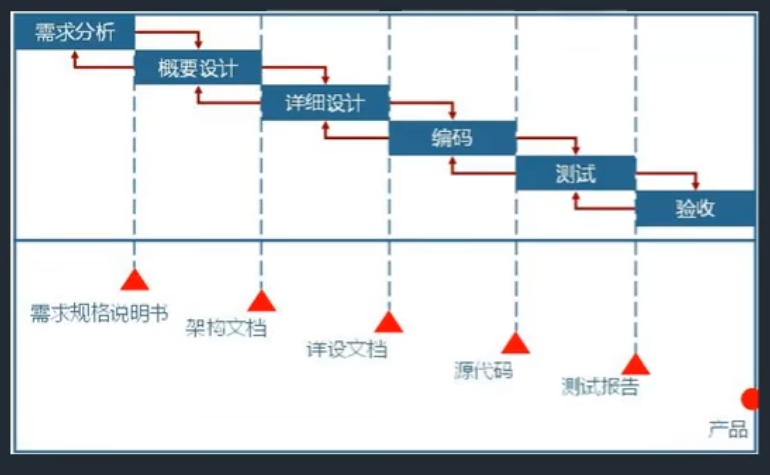 需求分析
概要设计
详细设计
编码
测试
验收
需求规格说明书
架构文档
详设文档
源代码
测试报告
产品